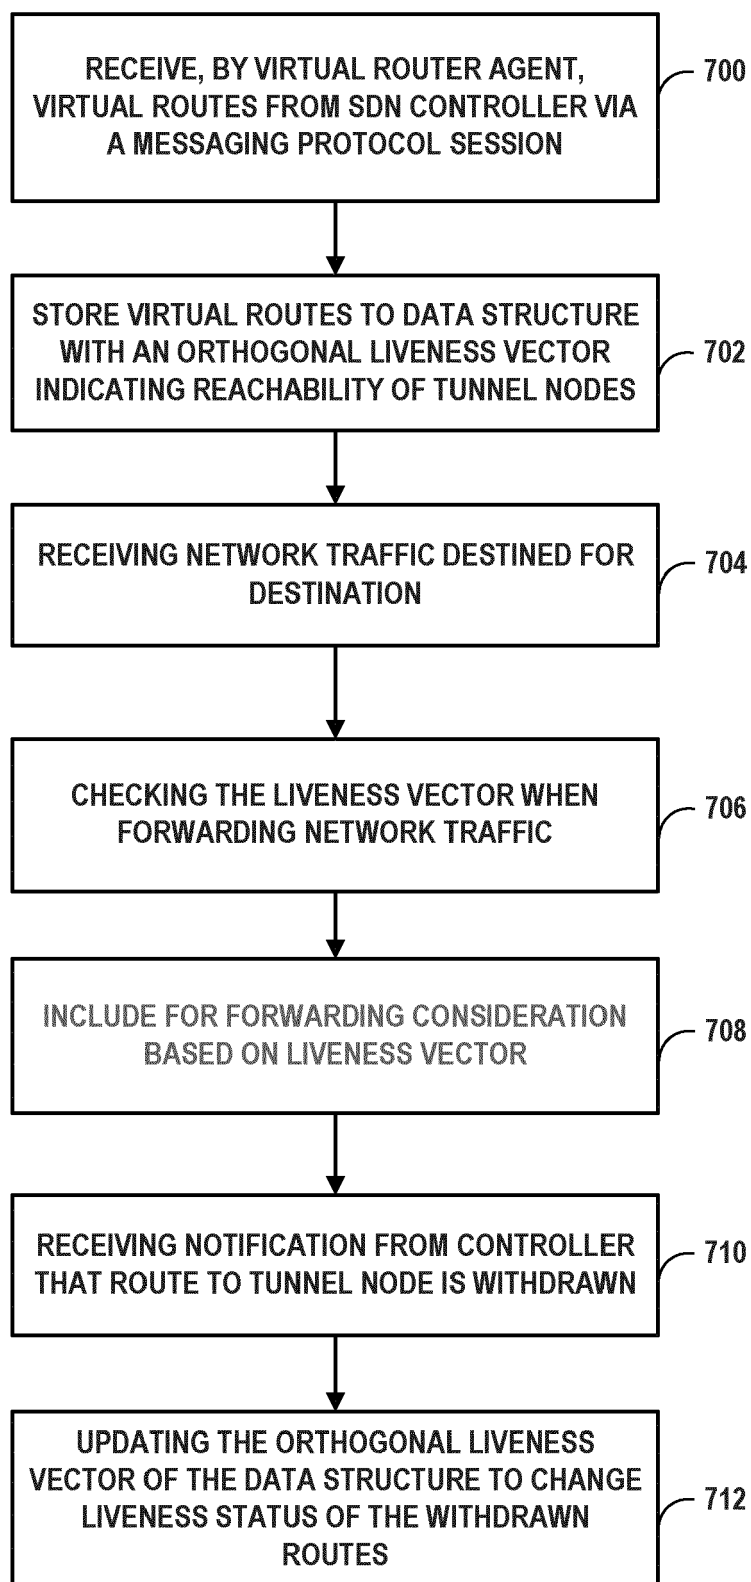 RECEIVE, BY VIRTUAL ROUTER AGENT,
VIRTUAL ROUTES FROM SDN CONTROLLER VIA
A MESSAGING PROTOCOL SESSION
700
STORE VIRTUAL ROUTES TO DATA STRUCTURE
WITH AN ORTHOGONAL LIVENESS VECTOR
INDICATING REACHABILITY OF TUNNEL NODES
702
RECEIVING NETWORK TRAFFIC DESTINED FOR
DESTINATION
704
CHECKING THE LIVENESS VECTOR WHEN
FORWARDING NETWORK TRAFFIC
706
INCLUDE FOR FORWARDING CONSIDERATION
BASED ON LIVENESS VECTOR
708
RECEIVING NOTIFICATION FROM CONTROLLER
THAT ROUTE TO TUNNEL NODE IS WITHDRAWN
710
UPDATING THE ORTHOGONAL LIVENESS
VECTOR OF THE DATA STRUCTURE TO CHANGE
LIVENESS STATUS OF THE WITHDRAWN
ROUTES
712